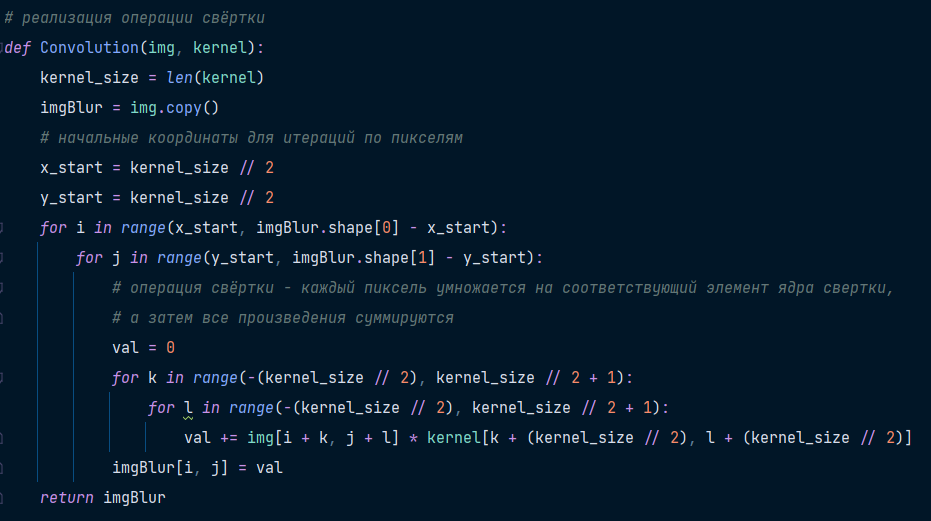 # реализация операции свёртки
def Convolution(img, kernel):
    kernel_size = len(kernel)
    imgBlur = img.copy()
    # начальные координаты для итераций по пикселям
    x_start = kernel_size // 2
    y_start = kernel_size // 2
    for i in range(x_start, imgBlur.shape[0] - x_start):
        for j in range(y_start, imgBlur.shape[1] - y_start):
            # операция свёртки - каждый пиксель умножается на соответствующий элемент ядра свертки,
            # а затем все произведения суммируются
            val = 0
            for k in range(-(kernel_size // 2), kernel_size // 2 + 1):
                for l in range(-(kernel_size // 2), kernel_size // 2 + 1):
                    val += img[i + k, j + l] * kernel[k + (kernel_size // 2), l + (kernel_size // 2)]
            imgBlur[i, j] = val
    return imgBlur